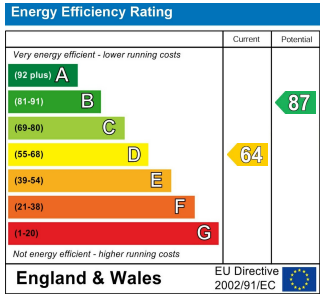 Energy Efficiency Rating
Current Potential
Very energy efficient - lower running costs
(92 plus) A
(81-91) B
87
(69-80) C
(55-68) D
64
(39-54) E
(21-38) F
(1-20) G
Not energy efficient - higher running costs
England & Wales
EU Directive
2002/91/EC